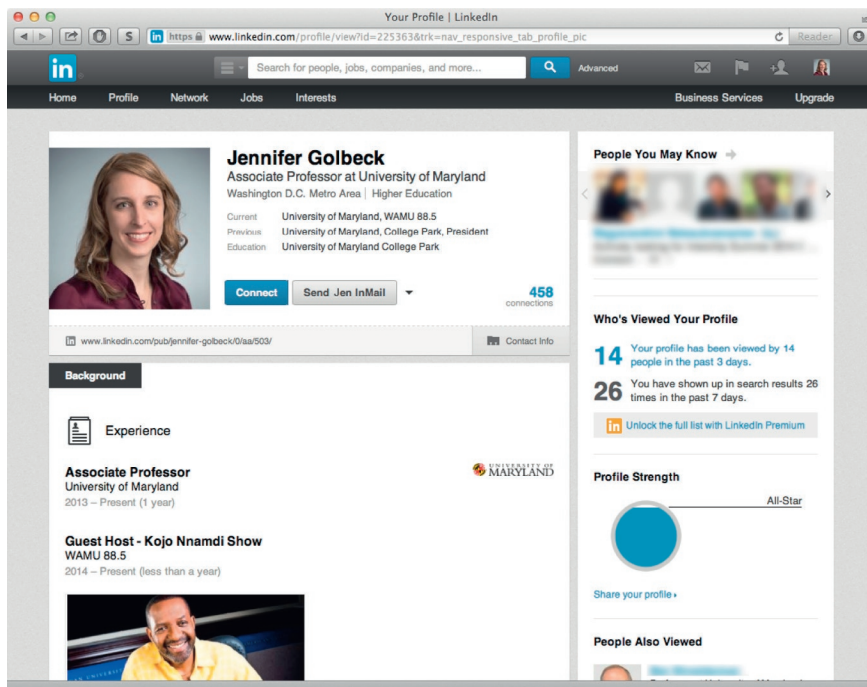 Your Profile | LinkedIn
S
in https www.linkedin.com/profile/view?id=225363&trk=nav_responsive_tab_profile_pic
Reader
in
Search for people, jobs, companies, and more...
Advanced
Home Profile Network Jobs Interests Business Services Upgrade
Jennifer Golbeck
Associate Professor at University of Maryland
Washington D.C. Metro Area | Higher Education
Current University of Maryland, WAMU 88.5
Previous University of Maryland, College Park, President
Education University of Maryland College Park
Connect Send Jen InMail
458
connections
in www.linkedin.com/pub/jennifer-golbeck/0/aa/503/
Contact Info
Background
Experience
Associate Professor
University of Maryland
2013 – Present (1 year)
UNIVERSITY OF
MARYLAND
Guest Host - Kojo Nnamdi Show
WAMU 88.5
2014 – Present (less than a year)
People You May Know
Who's Viewed Your Profile
14 Your profile has been viewed by 14
people in the past 3 days.
26 You have shown up in search results 26
times in the past 7 days.
in Unlock the full list with LinkedIn Premium
Profile Strength
All-Star
Share your profile
People Also Viewed